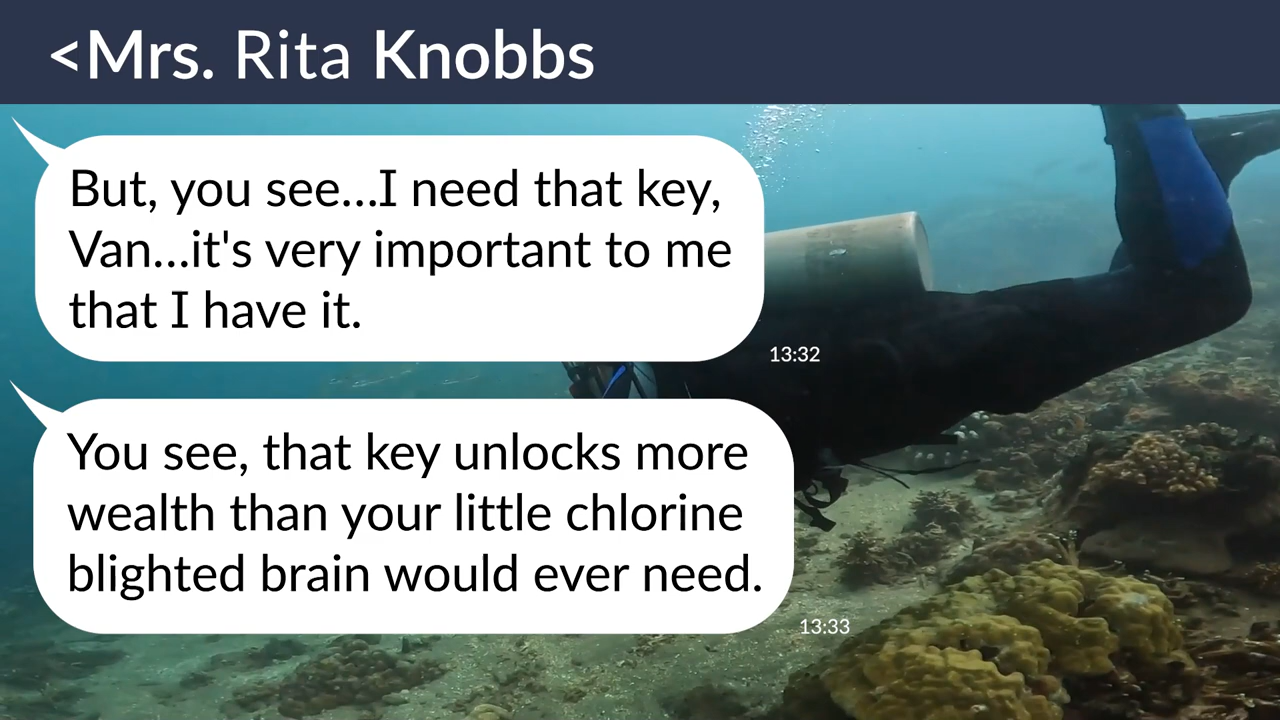 <Mrs. Rita Knobbs
But, you see...I need that key,
Van...it's very important to me
that I have it.
13:32
You see, that key unlocks more
wealth than your little chlorine
blighted brain would ever need.
13:33